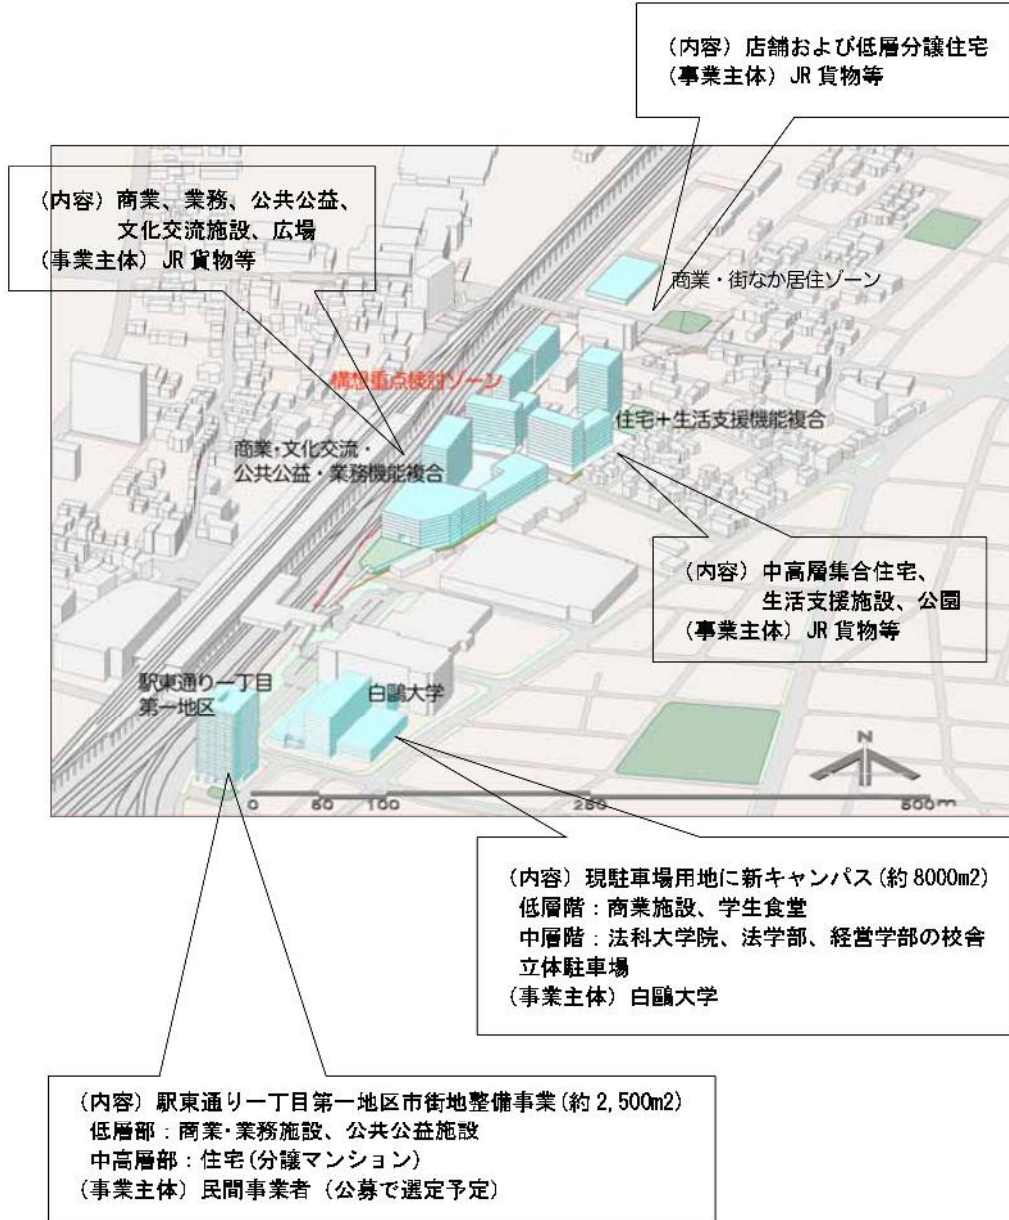 (内容) 店舗および低層分譲住宅
(事業主体) JR 貨物等
(内容) 商業、業務、公共公益、
文化交流施設、広場
(事業主体) JR 貨物等
商業・街なか居住ゾーン
構想重点検討ゾーン
住宅+生活支援機能複合
商業・文化交流・
公共公益・業務機能複合
(内容) 中高層集合住宅、
生活支援施設、公園
(事業主体) JR 貨物等
駅東通り一丁目
第一地区
白鷗大学
N
0 50 100 250 500m
(内容) 現駐車場用地に新キャンパス(約 8000m2)
低層階:商業施設、学生食堂
中層階:法科大学院、法学部、経営学部の校舎
立体駐車場
(事業主体) 白鷗大学
(内容) 駅東通り一丁目第一地区市街地整備事業(約 2,500m2)
低層部:商業・業務施設、公共公益施設
中高層部:住宅(分譲マンション)
(事業主体) 民間事業者 (公募で選定予定)